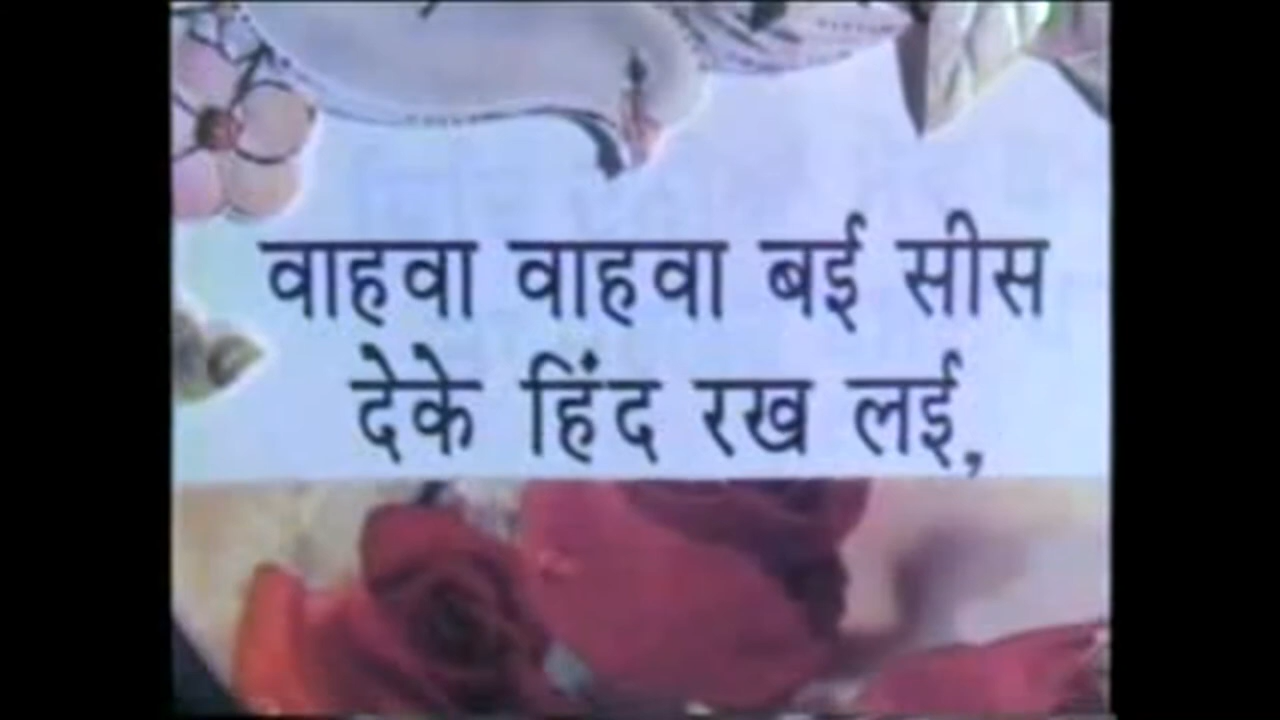 वाहवा वाहवा बई सीस
देके हिंद रख लई,